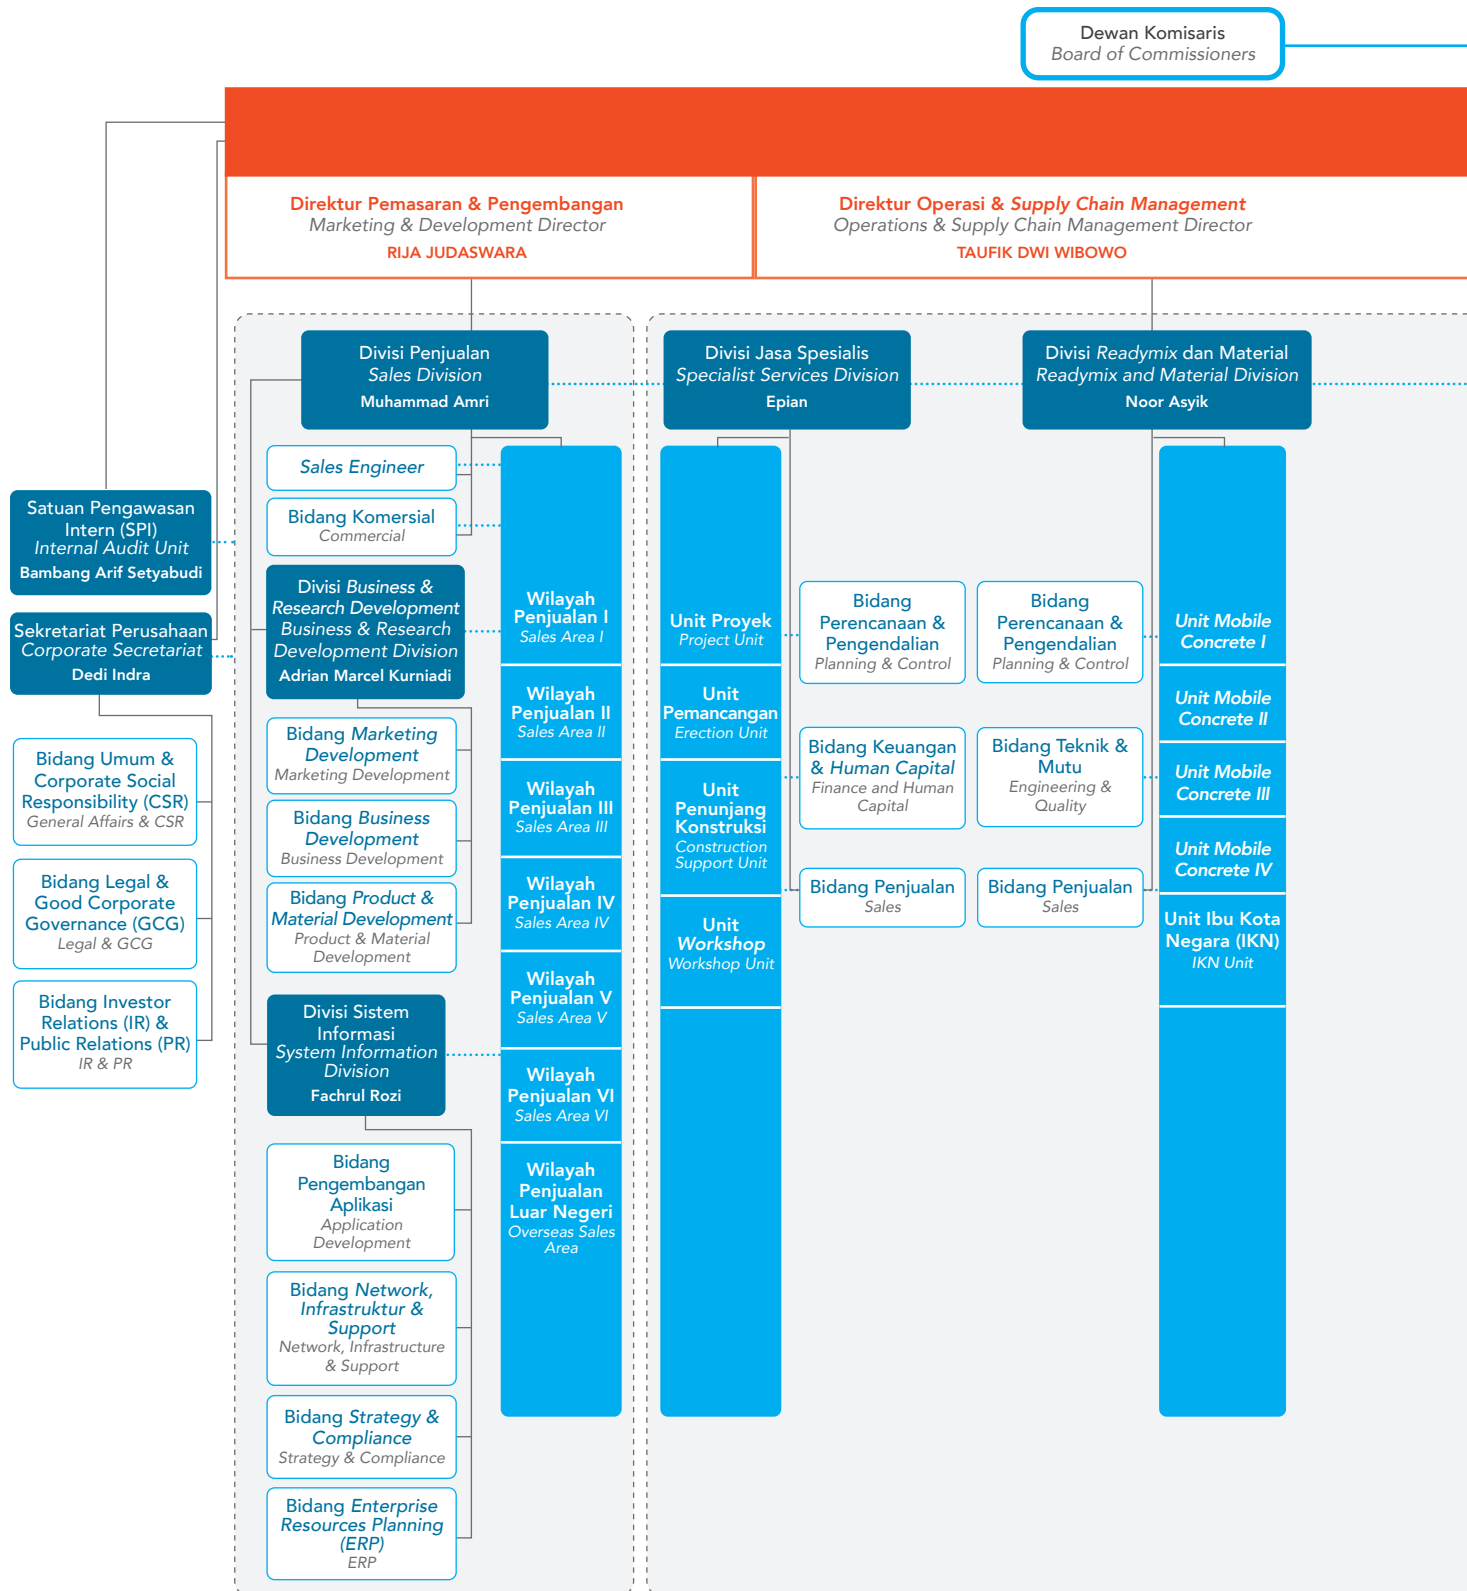 Dewan Komisaris
Board of Commissioners
Direktur Pemasaran & Pengembangan
Marketing & Development Director
RIJA JUDASWARA
Direktur Operasi & Supply Chain Management
Operations & Supply Chain Management Director
TAUFIK DWI WIBOWO
Satuan Pengawasan
Intern (SPI)
Internal Audit Unit
Bambang Arif Setyabudi
Sekretariat Perusahaan
Corporate Secretariat
Dedi Indra
Bidang Umum &
Corporate Social
Responsibility (CSR)
General Affairs & CSR
Bidang Legal &
Good Corporate
Governance (GCG)
Legal & GCG
Bidang Investor
Relations (IR) &
Public Relations (PR)
IR & PR
Divisi Penjualan
Sales Division
Muhammad Amri
Sales Engineer
Bidang Komersial
Commercial
Divisi Business &
Research Development
Business & Research
Development Division
Adrian Marcel Kurniadi
Bidang Marketing
Development
Marketing Development
Bidang Business
Development
Business Development
Bidang Product &
Material Development
Product & Material
Development
Divisi Sistem
Informasi
System Information
Division
Fachrul Rozi
Bidang
Pengembangan
Aplikasi
Application
Development
Bidang Network,
Infrastruktur &
Support
Network, Infrastructure
& Support
Bidang Strategy &
Compliance
Strategy & Compliance
Bidang Enterprise
Resources Planning
(ERP)
ERP
Wilayah
Penjualan I
Sales Area I
Wilayah
Penjualan II
Sales Area II
Wilayah
Penjualan III
Sales Area III
Wilayah
Penjualan IV
Sales Area IV
Wilayah
Penjualan V
Sales Area V
Wilayah
Penjualan VI
Sales Area VI
Wilayah
Penjualan
Luar Negeri
Overseas Sales
Area
Divisi Jasa Spesialis
Specialist Services Division
Epian
Unit Proyek
Project Unit
Unit
Pemancangan
Erection Unit
Unit
Penunjang
Konstruksi
Construction
Support Unit
Unit
Workshop
Workshop Unit
Bidang
Perencanaan &
Pengendalian
Planning & Control
Bidang Keuangan
& Human Capital
Finance and Human
Capital
Bidang Penjualan
Sales
Divisi Readymix dan Material
Readymix and Material Division
Noor Asyik
Bidang
Perencanaan &
Pengendalian
Planning & Control
Bidang Teknik &
Mutu
Engineering &
Quality
Bidang Penjualan
Sales
Unit Mobile
Concrete I
Unit Mobile
Concrete II
Unit Mobile
Concrete III
Unit Mobile
Concrete IV
Unit Ibu Kota
Negara (IKN)
IKN Unit